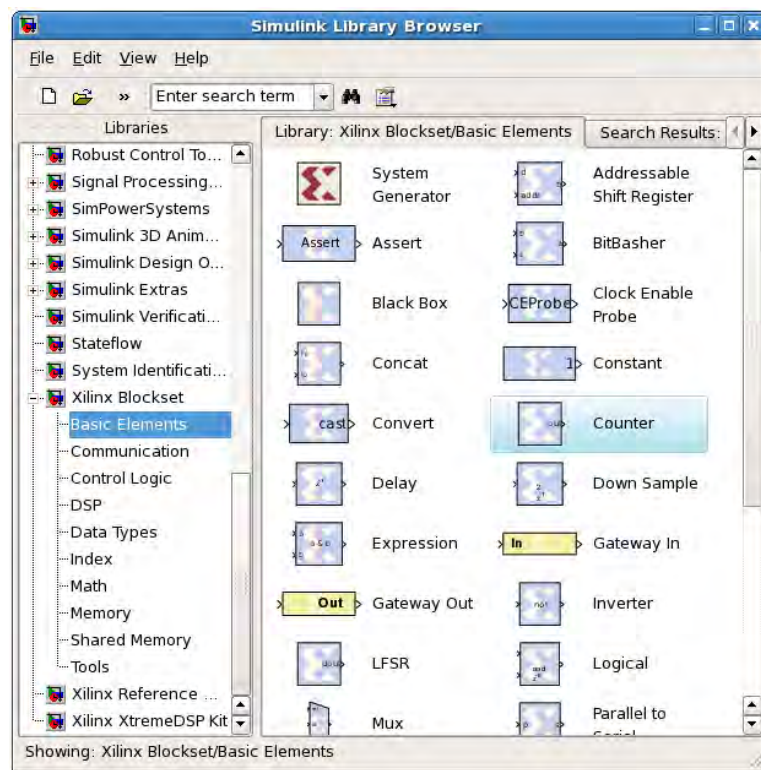 Simulink Library Browser
File Edit View Help
» Enter search term
Libraries
Library: Xilinx Blockset/Basic Elements
Search Results:
Robust Control To...
Signal Processing...
SimPowerSystems
Simulink 3D Anim...
Simulink Design O...
Simulink Extras
Simulink Verificati...
Stateflow
System Identificati...
Xilinx Blockset
Basic Elements
Communication
Control Logic
DSP
Data Types
Index
Math
Memory
Shared Memory
Tools
Xilinx Reference ...
Xilinx XtremeDSP Kit
System
Generator
Addressable
Shift Register
Assert
Assert
BitBasher
Black Box
CEProbe
Clock Enable
Probe
Concat
Constant
cast
Convert
Counter
Delay
Down Sample
Expression
In
Gateway In
Out
Gateway Out
not
Inverter
LFSR
Logical
Mux
Parallel to
Showing: Xilinx Blockset/Basic Elements